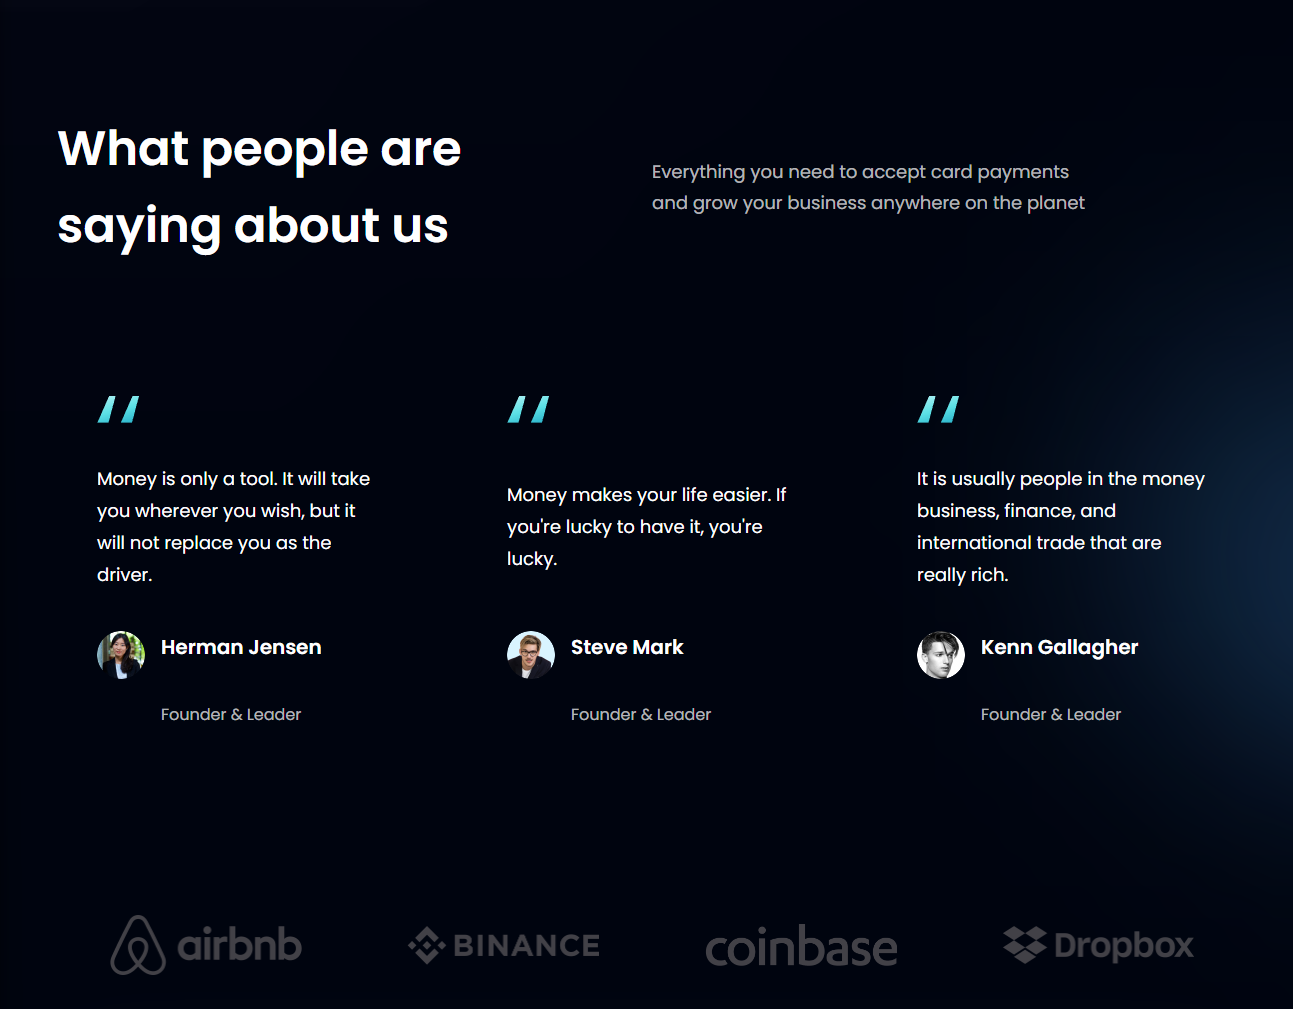 What people are
saying about us
Everything you need to accept card payments
and grow your business anywhere on the planet
Money is only a tool. It will take
you wherever you wish, but it
will not replace you as the
driver.
Herman Jensen
Founder & Leader
Money makes your life easier. If
you're lucky to have it, you're
lucky.
Steve Mark
Founder & Leader
It is usually people in the money
business, finance, and
international trade that are
really rich.
Kenn Gallagher
Founder & Leader
airbnb
BINANCE
coinbase
Dropbox